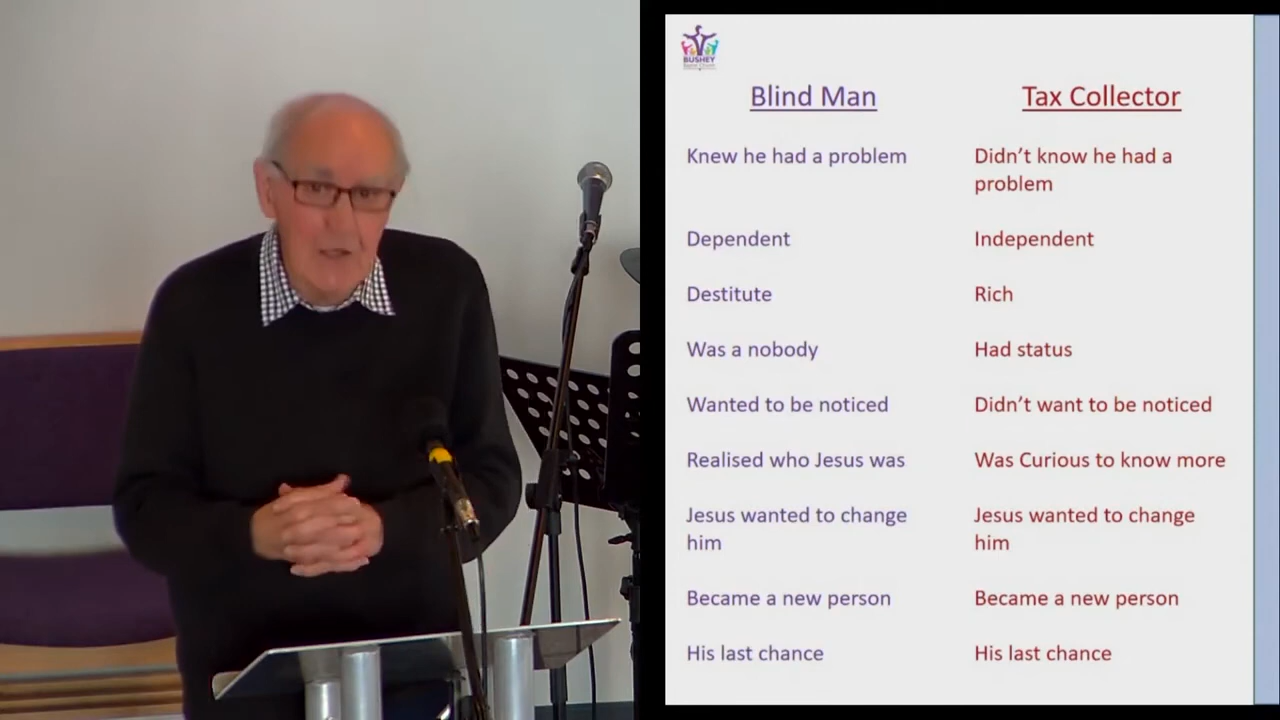 BUSHEY
Blind Man
Tax Collector
Knew he had a problem
Didn't know he had a
problem
Dependent
Independent
Destitute
Rich
Was a nobody
Had status
Wanted to be noticed
Didn't want to be noticed
Realised who Jesus was
Was Curious to know more
Jesus wanted to change
him
Jesus wanted to change
him
Became a new person
Became a new person
His last chance
His last chance